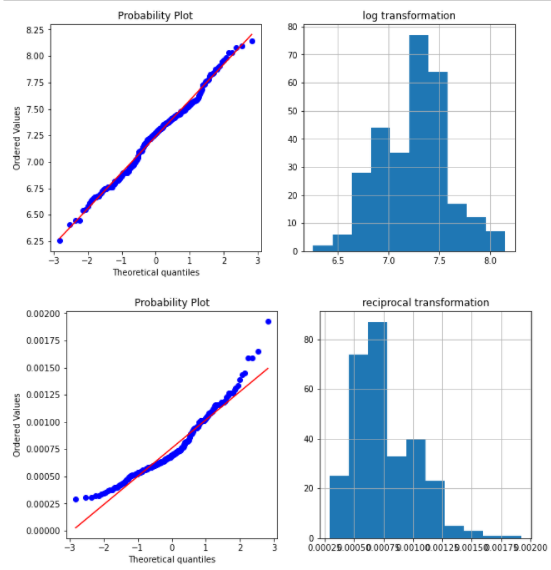 Probability Plot
8.25
8.00
7.75
7.50
7.25
7.00
6.75
6.50
6.25
Ordered Values
−3 −2 −1 0 1 2 3
Theoretical quantiles
log transformation
80
70
60
50
40
30
20
10
0
6.5 7.0 7.5 8.0
Probability Plot
0.00200
0.00175
0.00150
0.00125
0.00100
0.00075
0.00050
0.00025
0.00000
Ordered Values
−3 −2 −1 0 1 2 3
Theoretical quantiles
reciprocal transformation
80
60
40
20
0
0.00025 0.00050 0.00075 0.00100 0.00125 0.00150 0.00175 0.00200